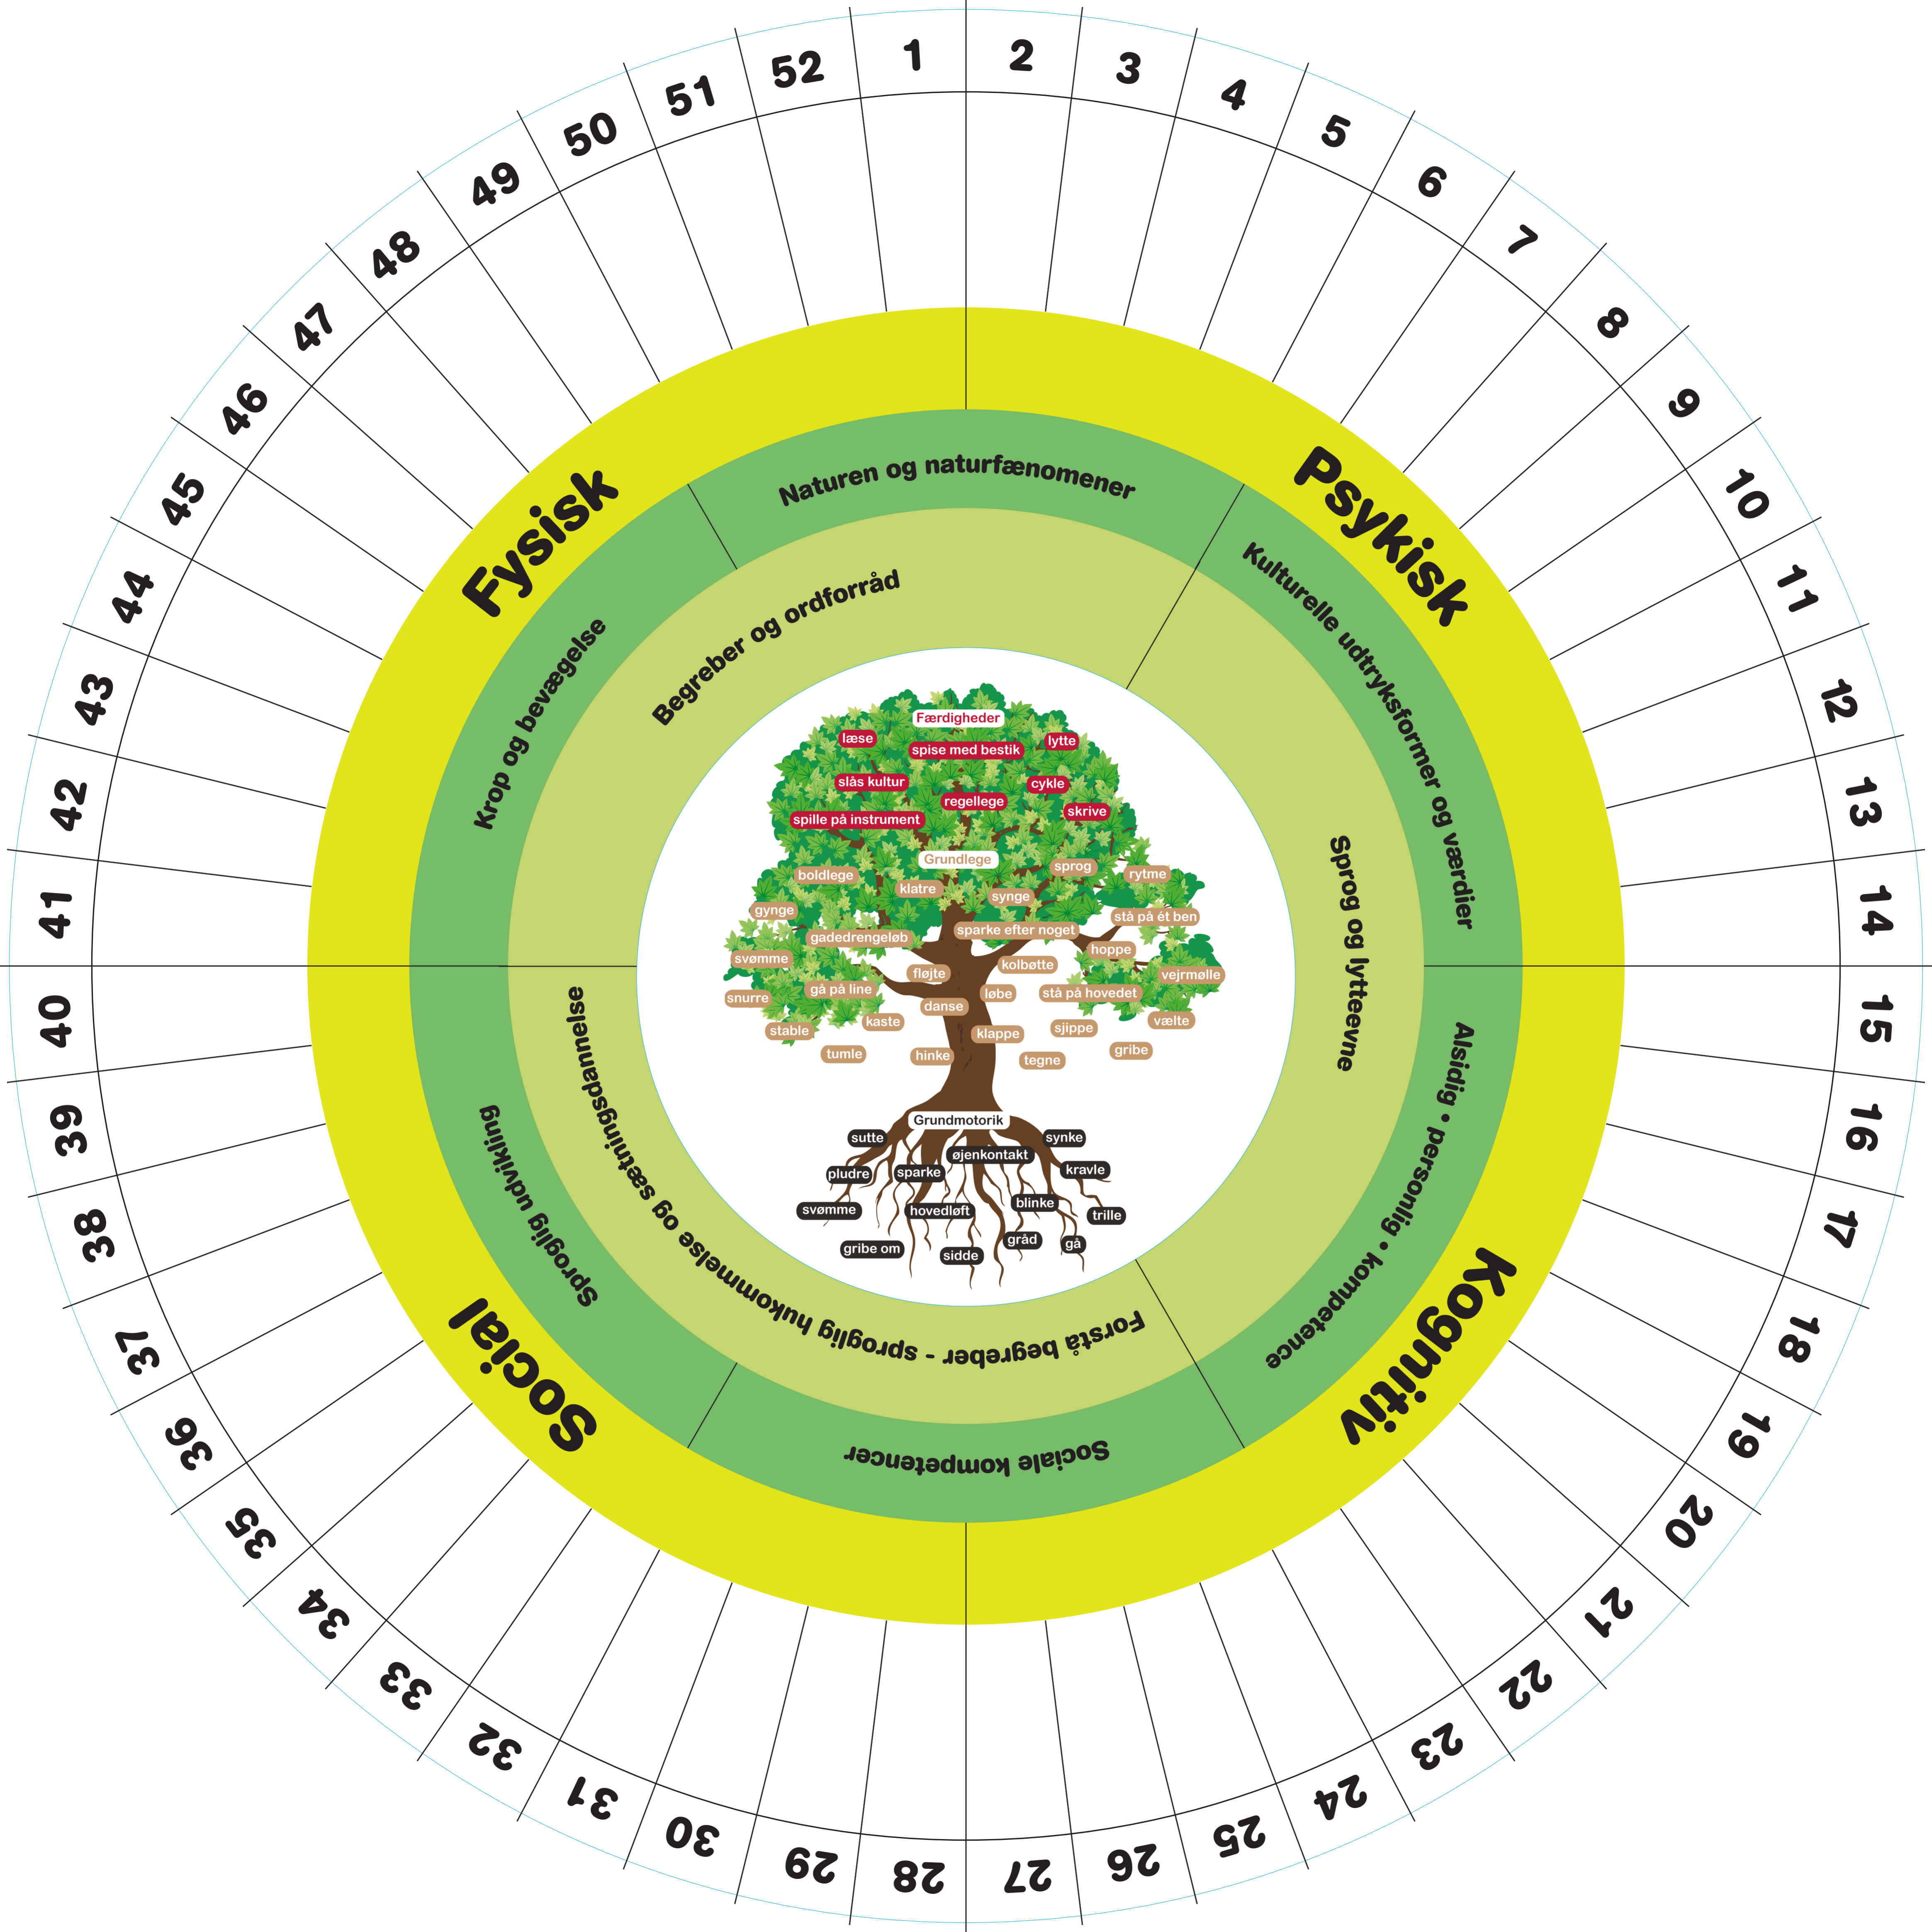 1
2
3
4
5
6
7
8
9
10
11
12
13
14
15
16
17
18
19
20
21
22
23
24
25
26
27
28
29
30
31
32
33
34
35
36
37
38
39
40
41
42
43
44
45
46
47
48
49
50
51
52
Fysisk
Psykisk
Kognitiv
Social
Naturen og naturfænomener
Kulturelle udtryksformer og værdier
Alsidig • personlig • kompetence
Sociale kompetencer
Sproglig udvikling
Krop og bevægelse
Begreber og ordforråd
Sprog og lytteevne
Forstå begreber - sproglig hukommelse og sætningsdannelse
Færdigheder
læse
spise med bestik
lytte
slås kultur
cykle
regellege
skrive
spille på instrument
Grundlege
boldlege
klatre
sprog
rytme
synge
gynge
stå på ét ben
gadedrengeløb
sparke efter noget
hoppe
svømme
fløjte
kolbøtte
vejrmølle
snurre
gå på line
løbe
stå på hovedet
danse
stable
kaste
klappe
sjippe
vælte
tumle
hinke
tegne
gribe
Grundmotorik
sutte
synke
øjenkontakt
pludre
sparke
kravle
svømme
hovedløft
blinke
trille
gribe om
sidde
gråd
gå